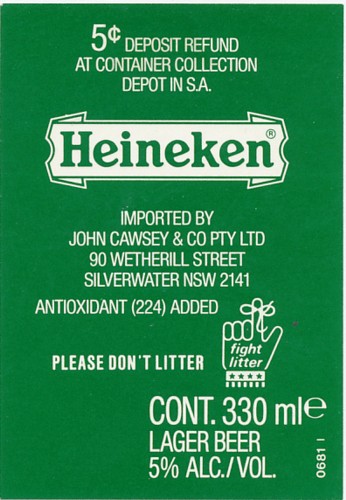 5¢ DEPOSIT REFUND
AT CONTAINER COLLECTION
DEPOT IN S.A.
Heineken®
IMPORTED BY
JOHN CAWSEY & CO PTY LTD
90 WETHERILL STREET
SILVERWATER NSW 2141
ANTIOXIDANT (224) ADDED
PLEASE DON'T LITTER
fight
litter
CONT. 330 ml e
LAGER BEER
5% ALC./VOL.
0681 I